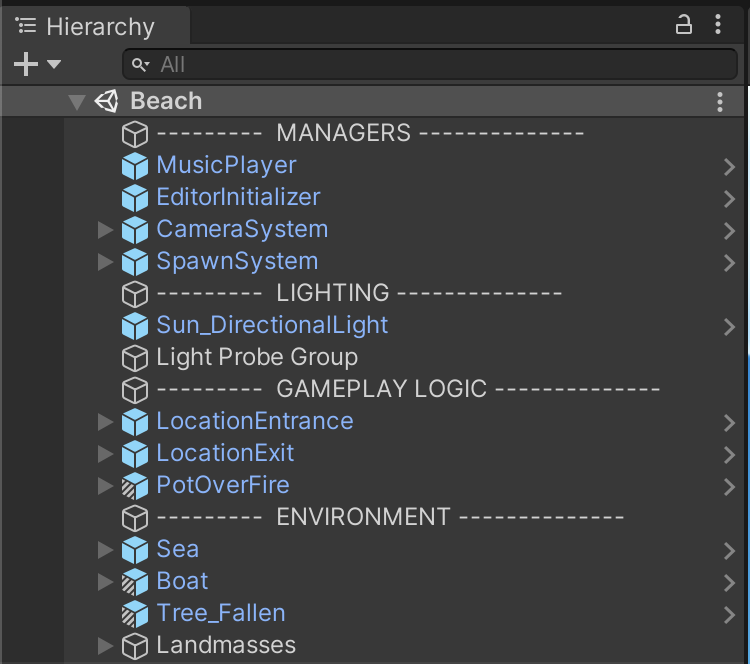 Hierarchy
All
Beach
--------- MANAGERS --------------
MusicPlayer
EditorInitializer
CameraSystem
SpawnSystem
--------- LIGHTING --------------
Sun_DirectionalLight
Light Probe Group
--------- GAMEPLAY LOGIC --------------
LocationEntrance
LocationExit
PotOverFire
--------- ENVIRONMENT --------------
Sea
Boat
Tree_Fallen
Landmasses